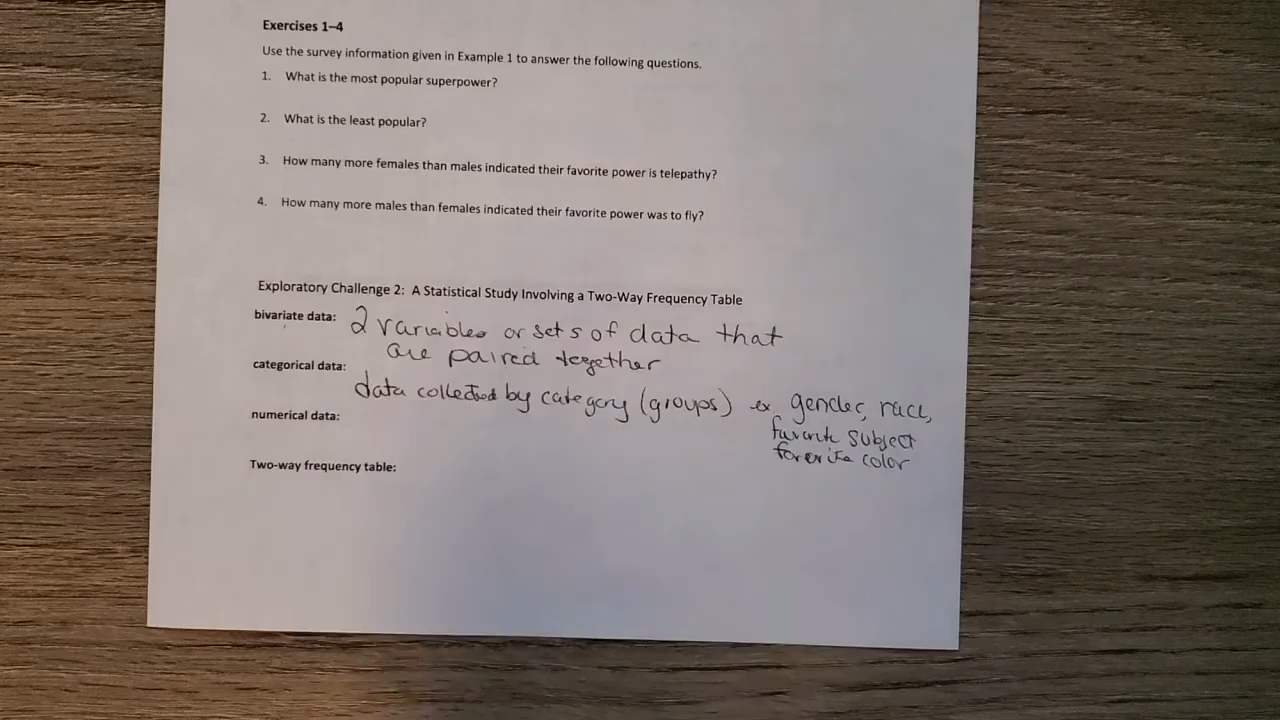 Exercises 1–4
Use the survey information given in Example 1 to answer the following questions.
1. What is the most popular superpower?
2. What is the least popular?
3. How many more females than males indicated their favorite power is telepathy?
4. How many more males than females indicated their favorite power was to fly?
Exploratory Challenge 2: A Statistical Study Involving a Two-Way Frequency Table
bivariate data: 2 variables or sets of data that
are paired together
categorical data:
data collected by category (groups) ex gender, race,
numerical data:
favorite subject
favorite color
Two-way frequency table: